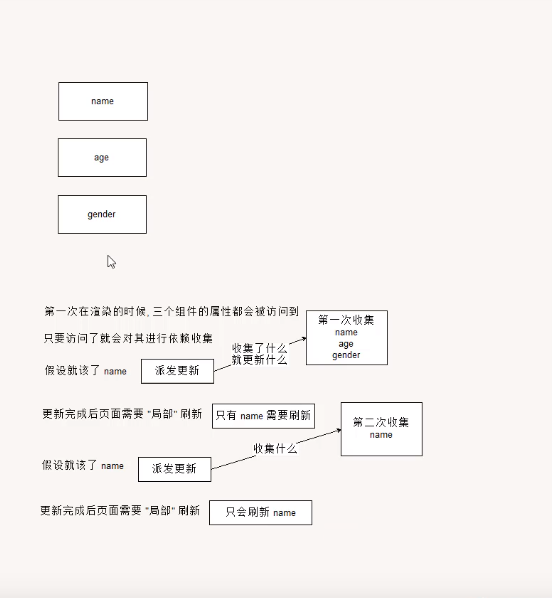 name
age
gender
第一次在渲染的时候, 三个组件的属性都会被访问到
只要访问了就会对其进行依赖收集
假设就该了 name
派发更新
收集了什么
就更新什么
第一次收集
name
age
gender
更新完成后页面需要 "局部" 刷新
只有 name 需要刷新
假设就该了 name
派发更新
收集什么
第二次收集
name
更新完成后页面需要 "局部" 刷新
只会刷新 name